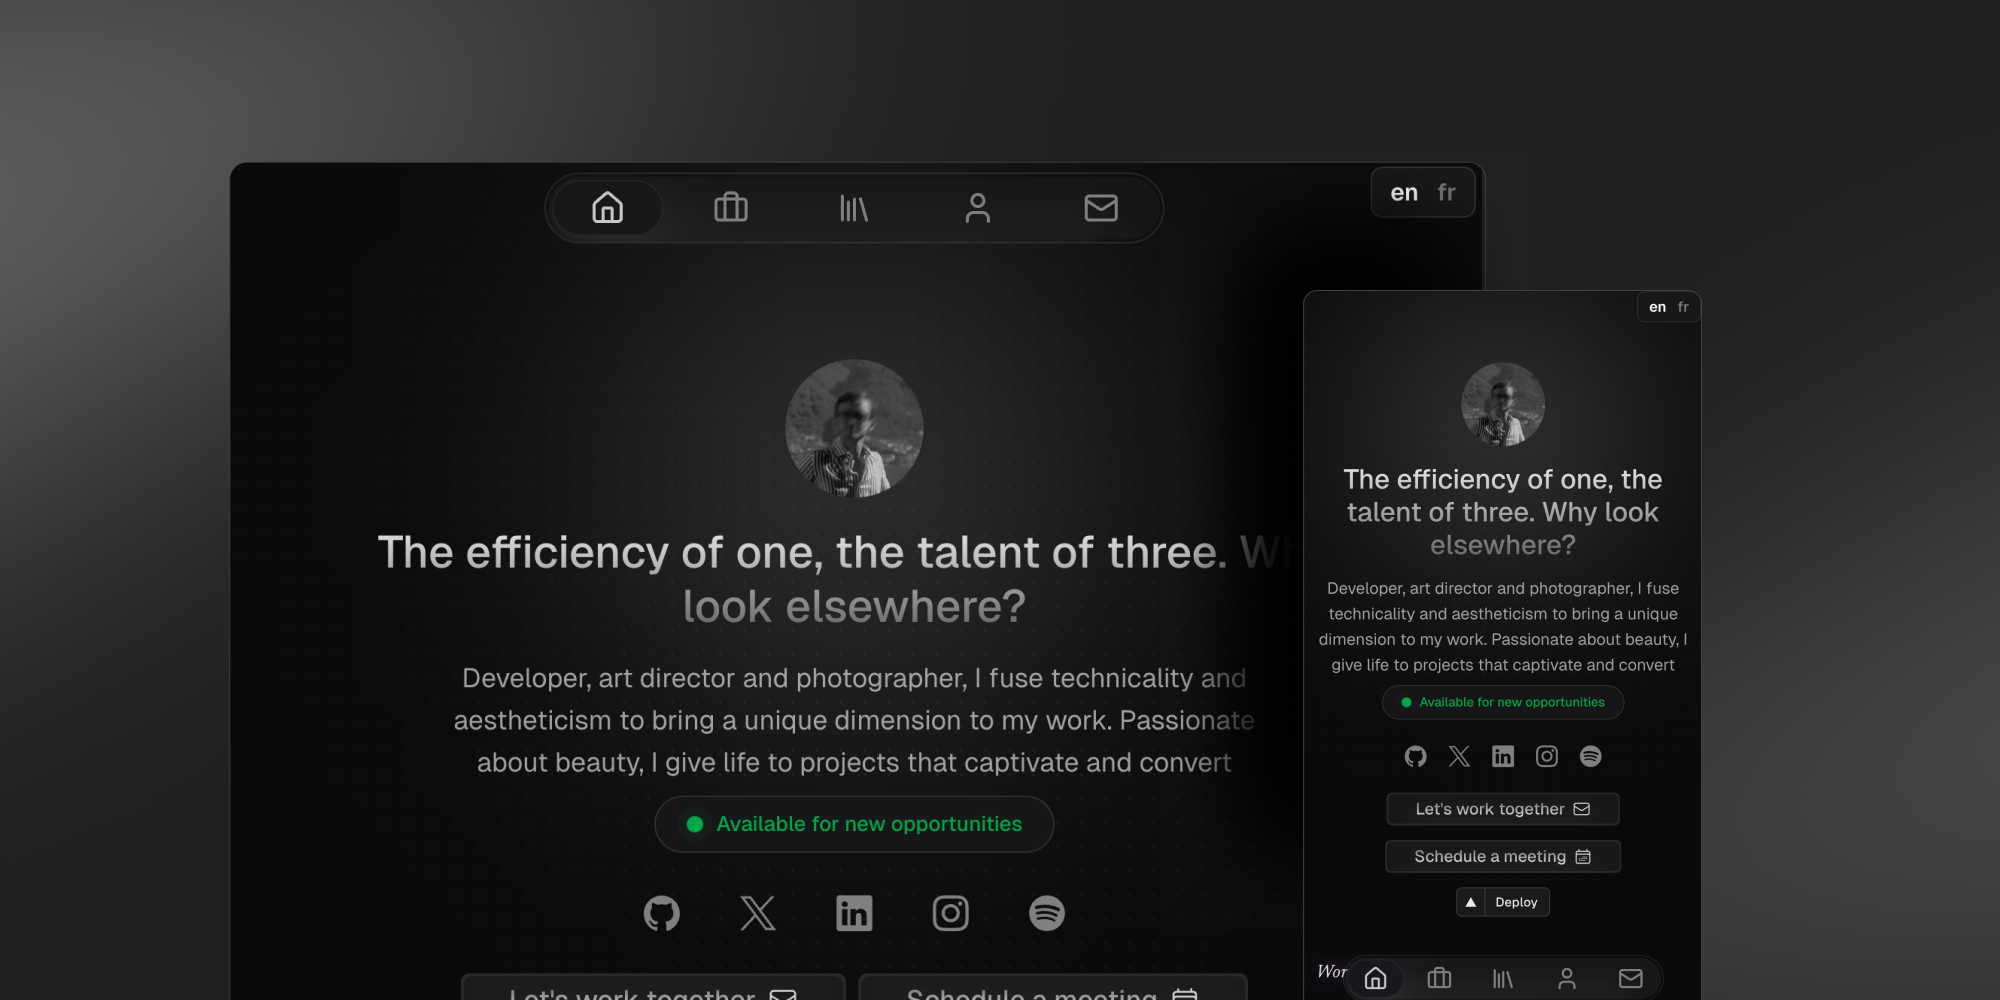 en fr
The efficiency of one, the talent of three. Wh
look elsewhere?
Developer, art director and photographer, I fuse technicality and
aestheticism to bring a unique dimension to my work. Passionate
about beauty, I give life to projects that captivate and convert
Available for new opportunities
Let's work together
Schedule a meeting
en fr
The efficiency of one, the
talent of three. Why look
elsewhere?
Developer, art director and photographer, I fuse
technicality and aestheticism to bring a unique
dimension to my work. Passionate about beauty, I
give life to projects that captivate and convert
Available for new opportunities
Let's work together
Schedule a meeting
Deploy
Wor